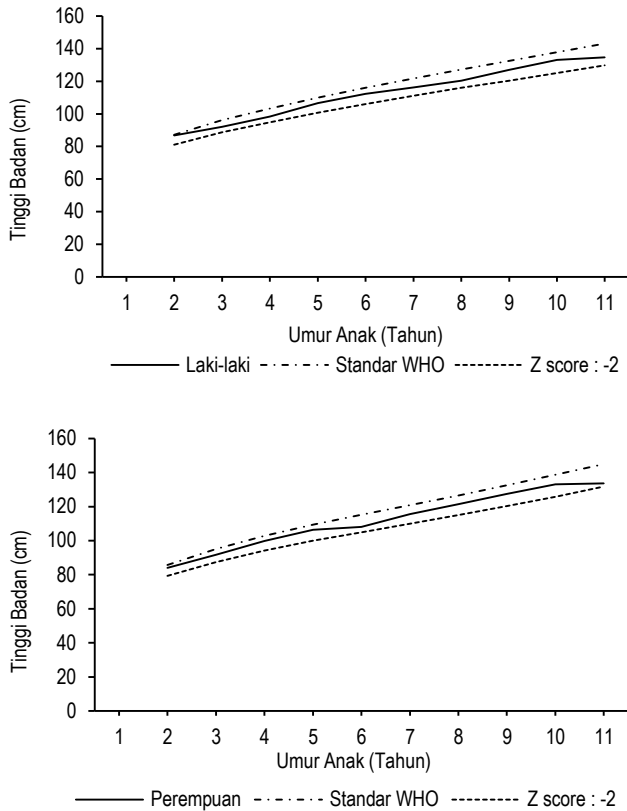 160
140
120
100
80
60
40
20
0
Tinggi Badan (cm)
1 2 3 4 5 6 7 8 9 10 11
Umur Anak (Tahun)
Laki-laki Standar WHO Z score : -2
160
140
120
100
80
60
40
20
0
Tinggi Badan (cm)
1 2 3 4 5 6 7 8 9 10 11
Umur Anak (Tahun)
Perempuan Standar WHO Z score : -2